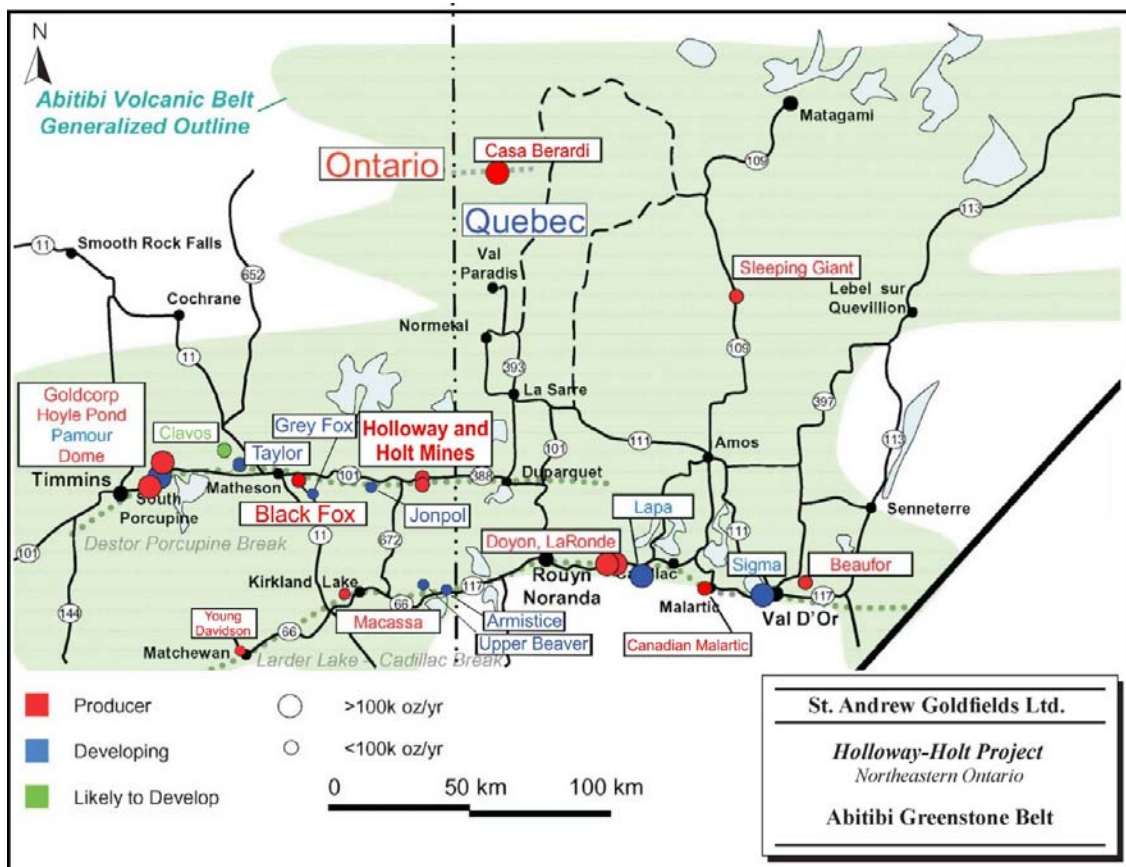 N
Abitibi Volcanic Belt
Generalized Outline
Ontario
Casa Berardi
Quebec
Matagami
109
113
11
Smooth Rock Falls
652
Cochrane
11
Val
Paradis
Normetal
393
La Sarre
Sleeping Giant
Lebel sur
Quevillion
109
397
113
Goldcorp
Hoyle Pond
Pamour
Dome
Clavos
Taylor
Grey Fox
Holloway and
Holt Mines
101
111
Amos
Timmins
South
Porcupine
Matheson
101
388
Duparquet
Black Fox
Jonpol
Lapa
111
Senneterre
Destor Porcupine Break
101
11
672
Doyon, LaRonde
Sigma
Beaufor
144
Kirkland Lake
66
117
Rouyn
Noranda
Malartic
Val D'Or
117
Young
Davidson
66
Macassa
Armistice
Upper Beaver
Canadian Malartic
Matchewan
Larder Lake – Cadillac Break
Producer
>100k oz/yr
Developing
<100k oz/yr
Likely to Develop
0 50 km 100 km
St. Andrew Goldfields Ltd.
Holloway-Holt Project
Northeastern Ontario
Abitibi Greenstone Belt